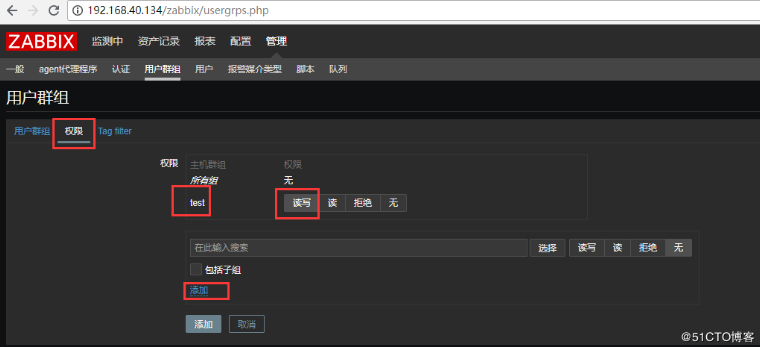 192.168.40.134/zabbix/usergrps.php
ZABBIX 监测中 资产记录 报表 配置 管理
一般 agent代理程序 认证 用户群组 用户 报警媒介类型 脚本 队列
用户群组
用户群组 权限 Tag filter
权限 主机群组 权限
所有组 无
test 读写 读 拒绝 无
在此输入搜索 选择 读写 读 拒绝 无
包括子组
添加
添加 取消
@51CTO博客